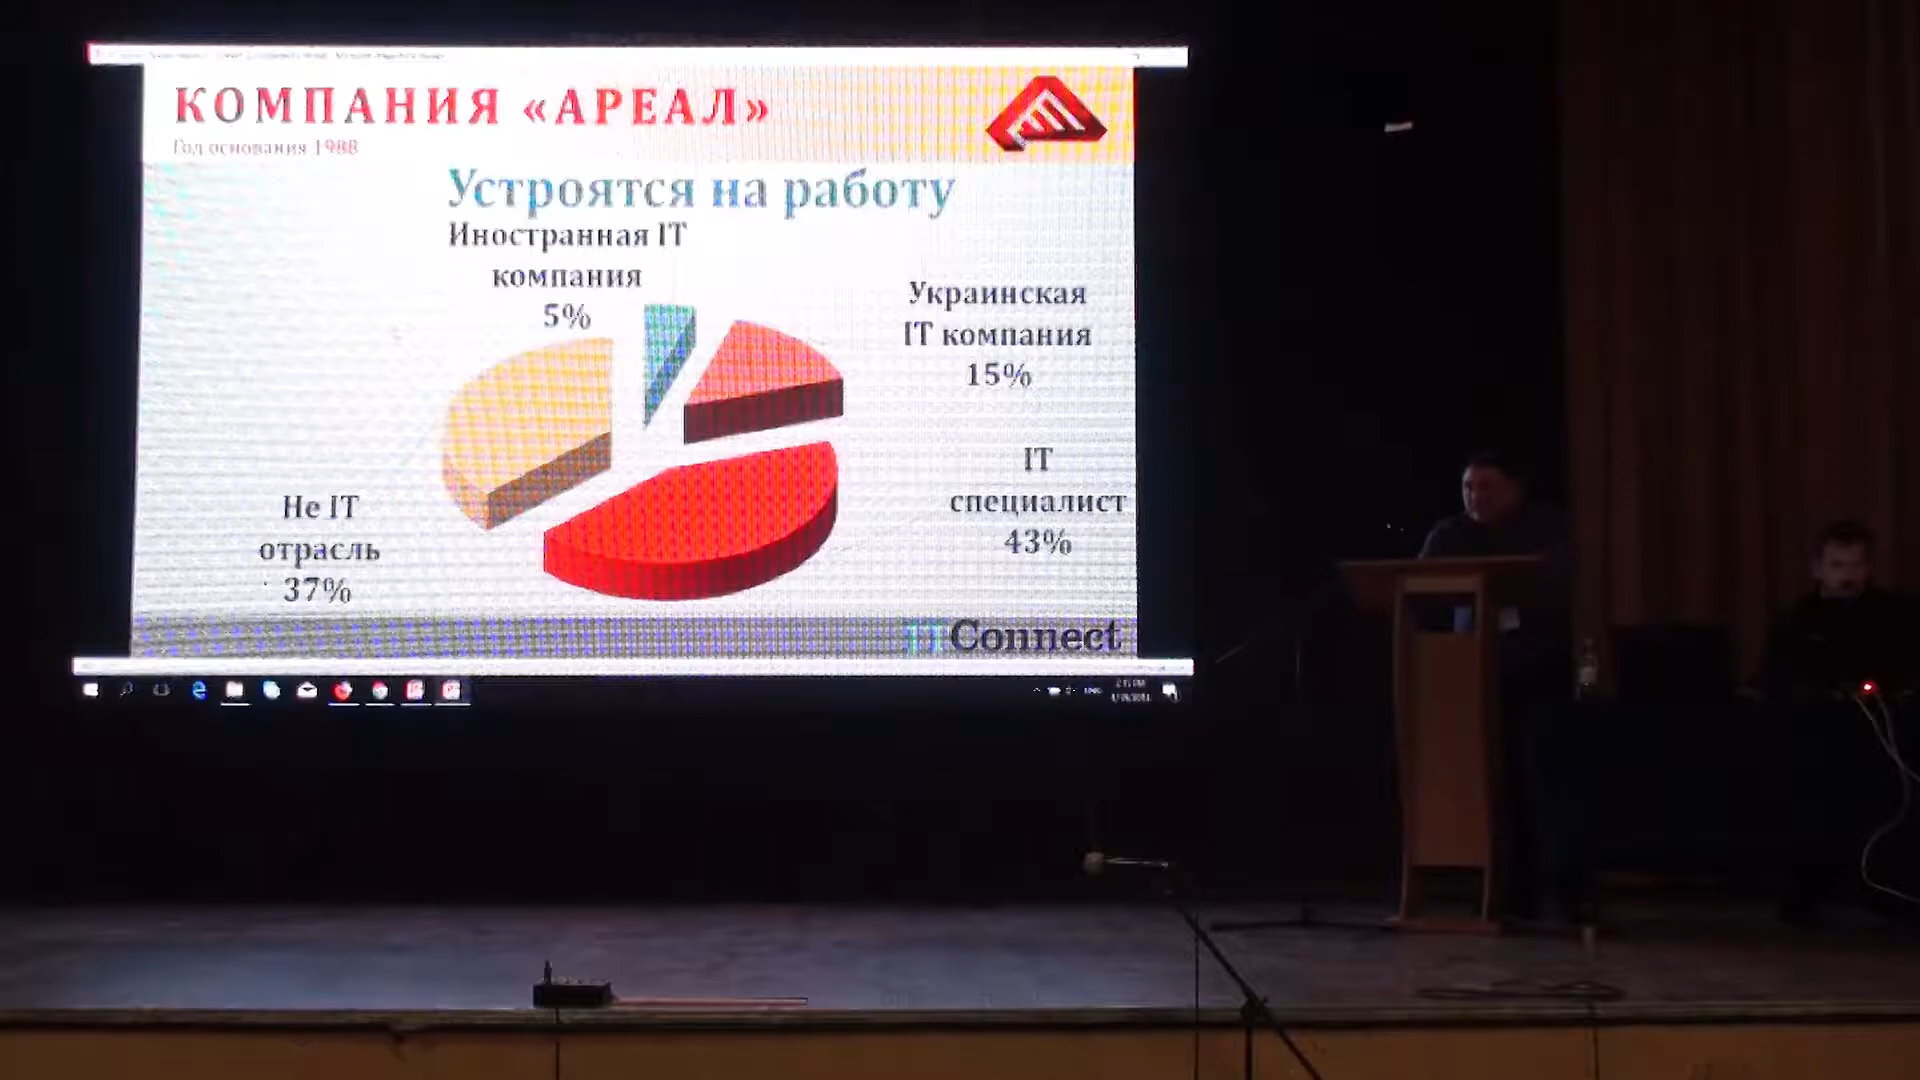 КОМПАНИЯ «АРЕАЛ»
Год основания 1988
Устроятся на работу
Иностранная IT
компания
5%
Украинская
IT компания
15%
IT
специалист
43%
Не IT
отрасль
37%
ITConnect
ENG